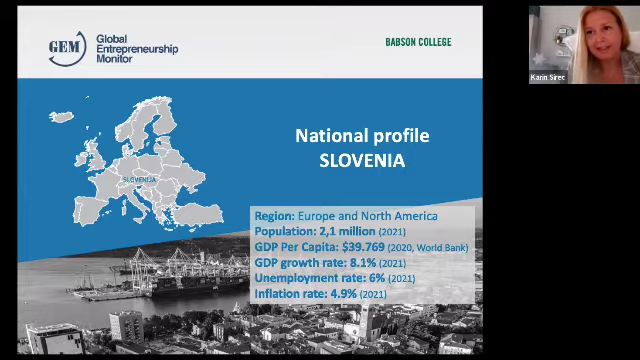 GEM
Global
Entrepreneurship
Monitor
BABSON COLLEGE
National profile
SLOVENIA
SLOVENIJA
Region: Europe and North America
Population: 2,1 million (2021)
GDP Per Capita: $39.769 (2020, World Bank)
GDP growth rate: 8.1% (2021)
Unemployment rate: 6% (2021)
Inflation rate: 4.9% (2021)
Karin Sirec